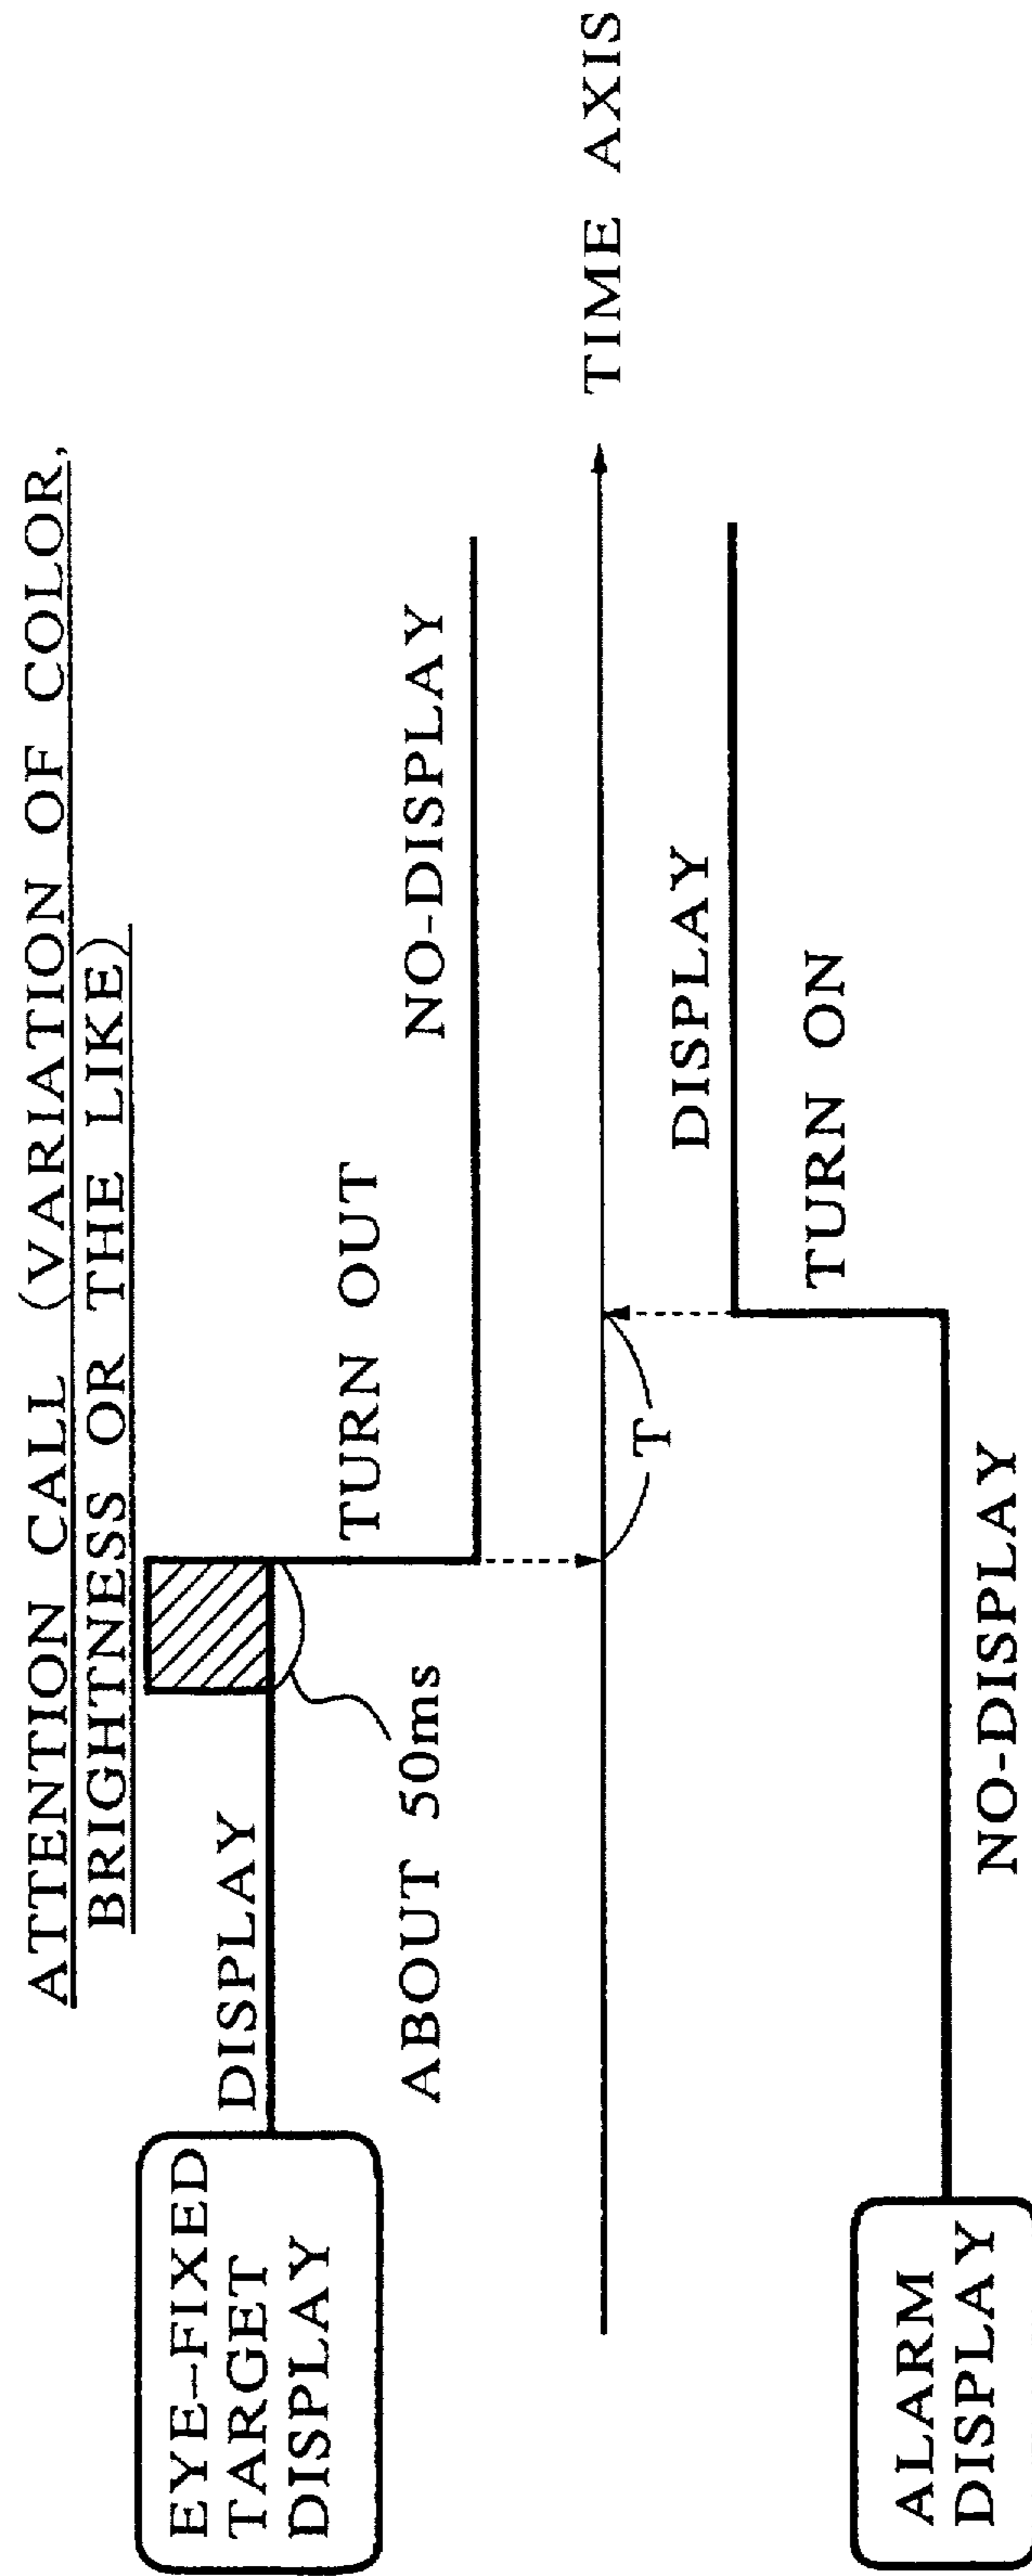 ATTENTION CALL (VARIATION OF COLOR,
BRIGHTNESS OR THE LIKE)
EYE-FIXED
TARGET
DISPLAY
DISPLAY
TURN OUT
ABOUT 50ms
NO-DISPLAY
TIME AXIS
T
DISPLAY
TURN ON
ALARM
DISPLAY
NO-DISPLAY